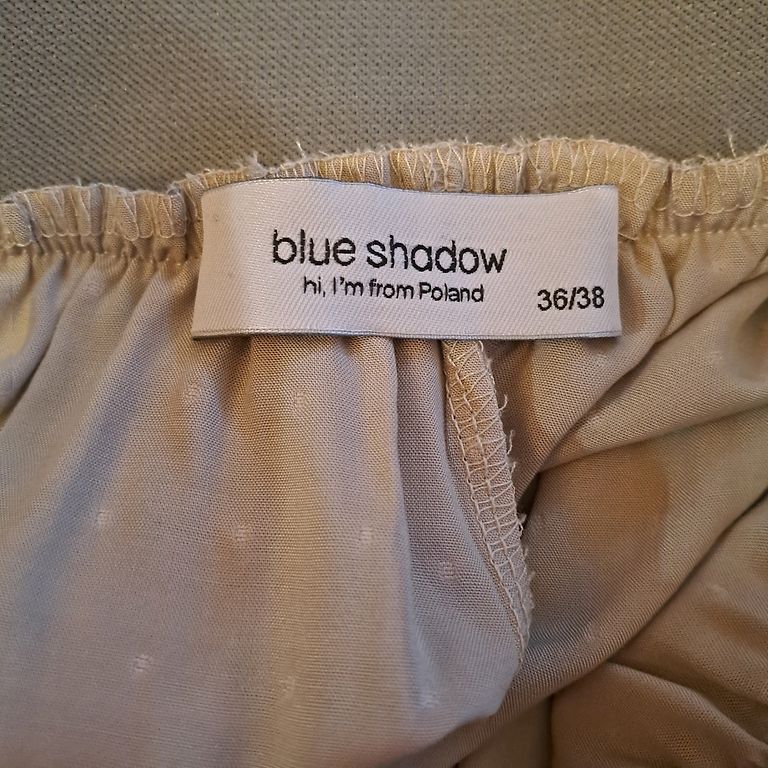 blue shadow
hi, I'm from Poland
36/38